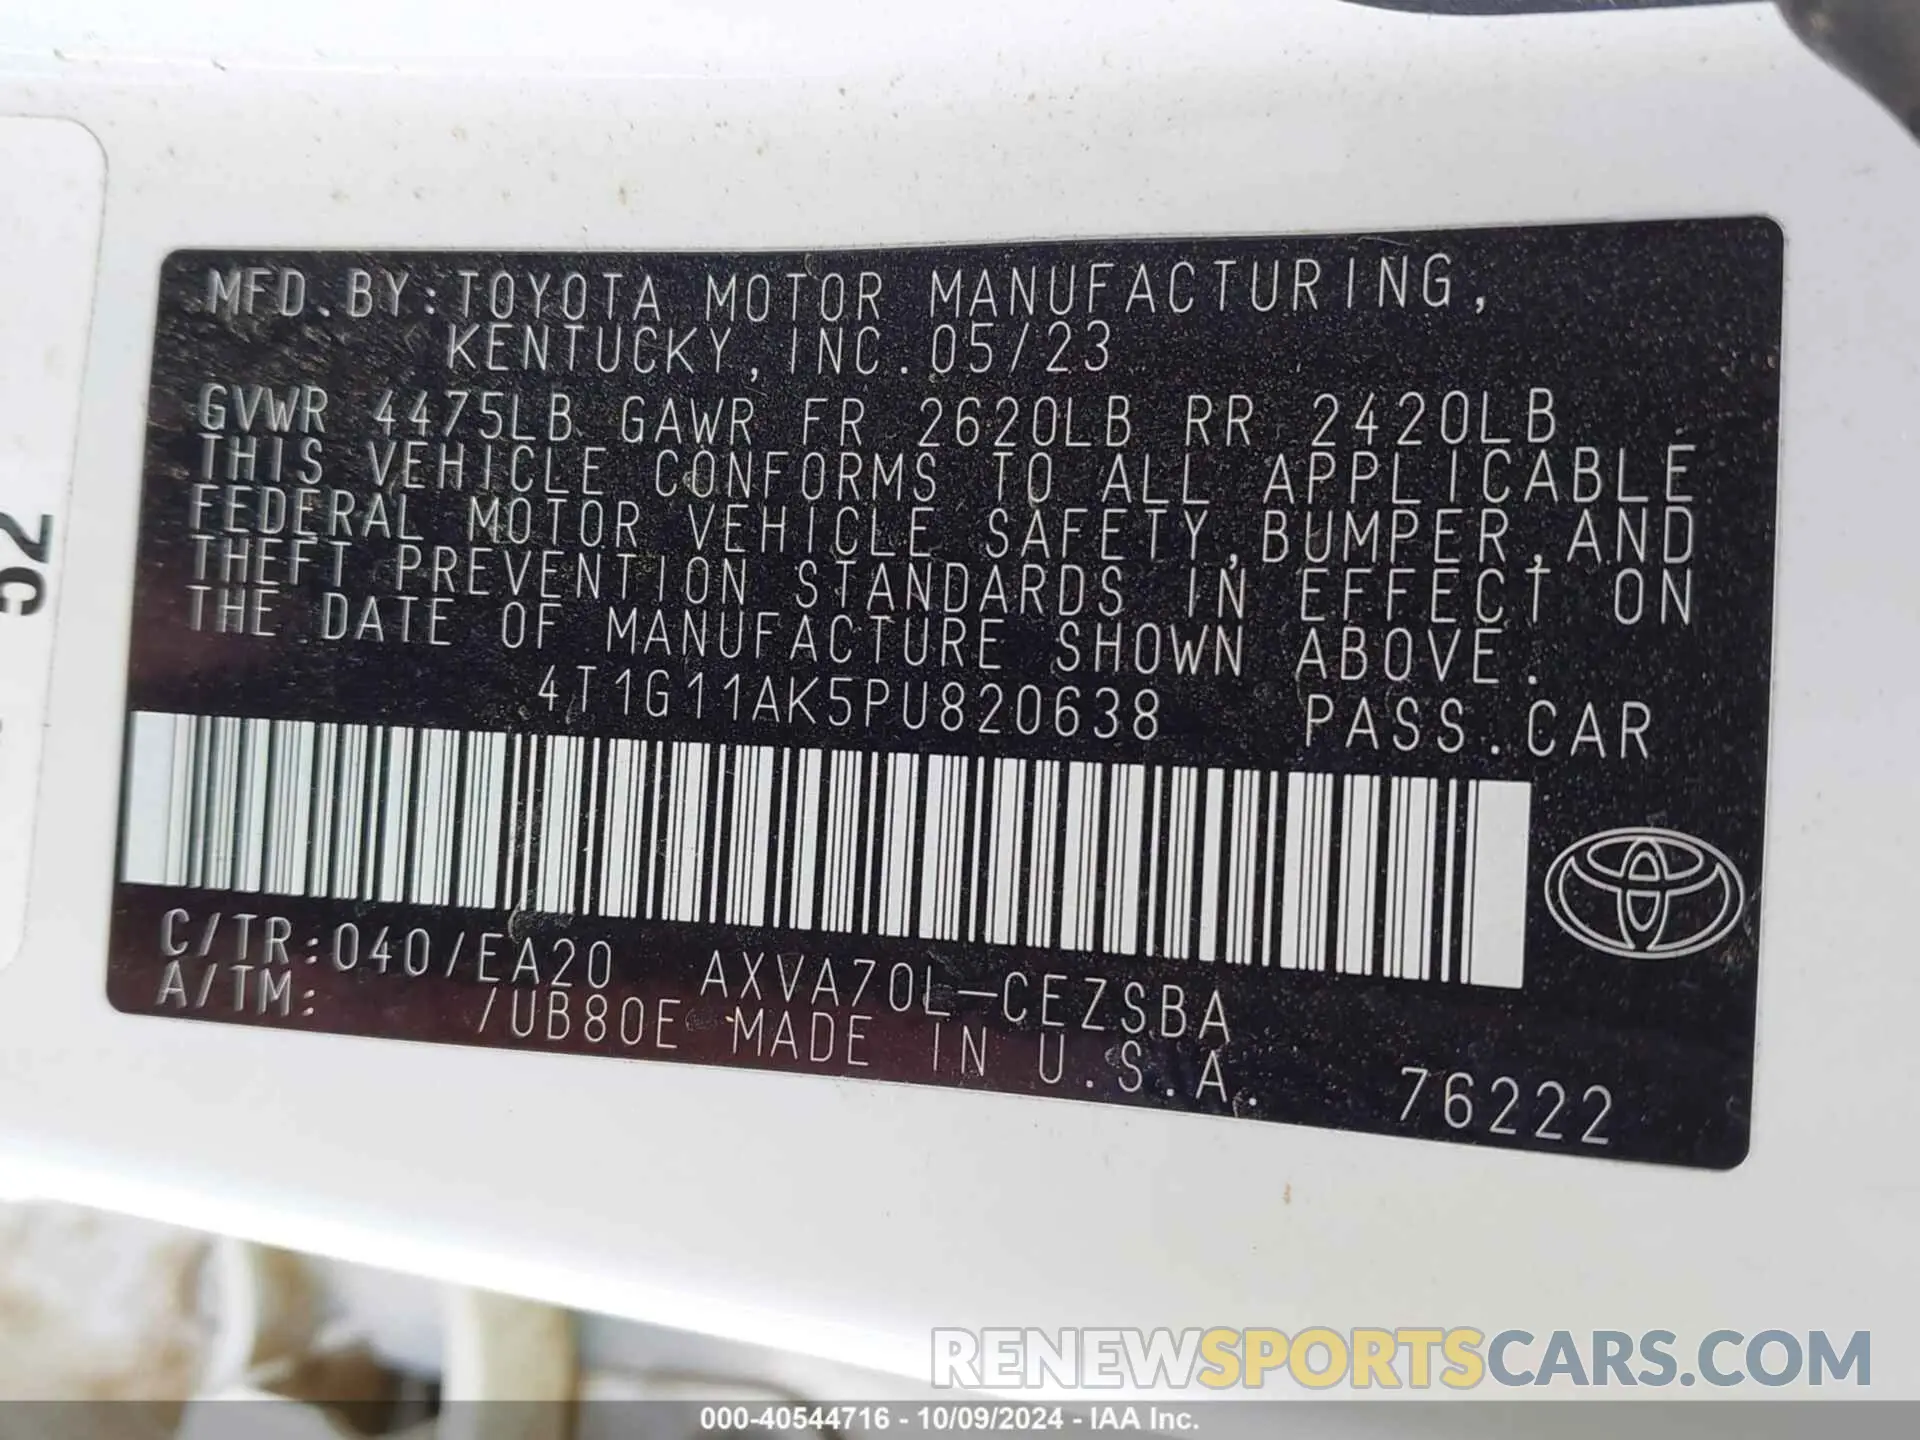 MFD.BY:TOYOTA MOTOR MANUFACTURING,
KENTUCKY,INC.05/23
GVWR 4475LB GAWR FR 2620LB RR 2420LB
THIS VEHICLE CONFORMS TO ALL APPLICABLE
FEDERAL MOTOR VEHICLE SAFETY,BUMPER,AND
THEFT PREVENTION STANDARDS IN EFFECT ON
THE DATE OF MANUFACTURE SHOWN ABOVE.
4T1G11AK5PU820638 PASS.CAR
C/TR:040/EA20 AXVA70L-CEZSBA
A/TM: /UB80E MADE IN U.S.A.
76222
52
RENEWSPORTSCARS.COM
000-40544716 - 10/09/2024 - IAA Inc.